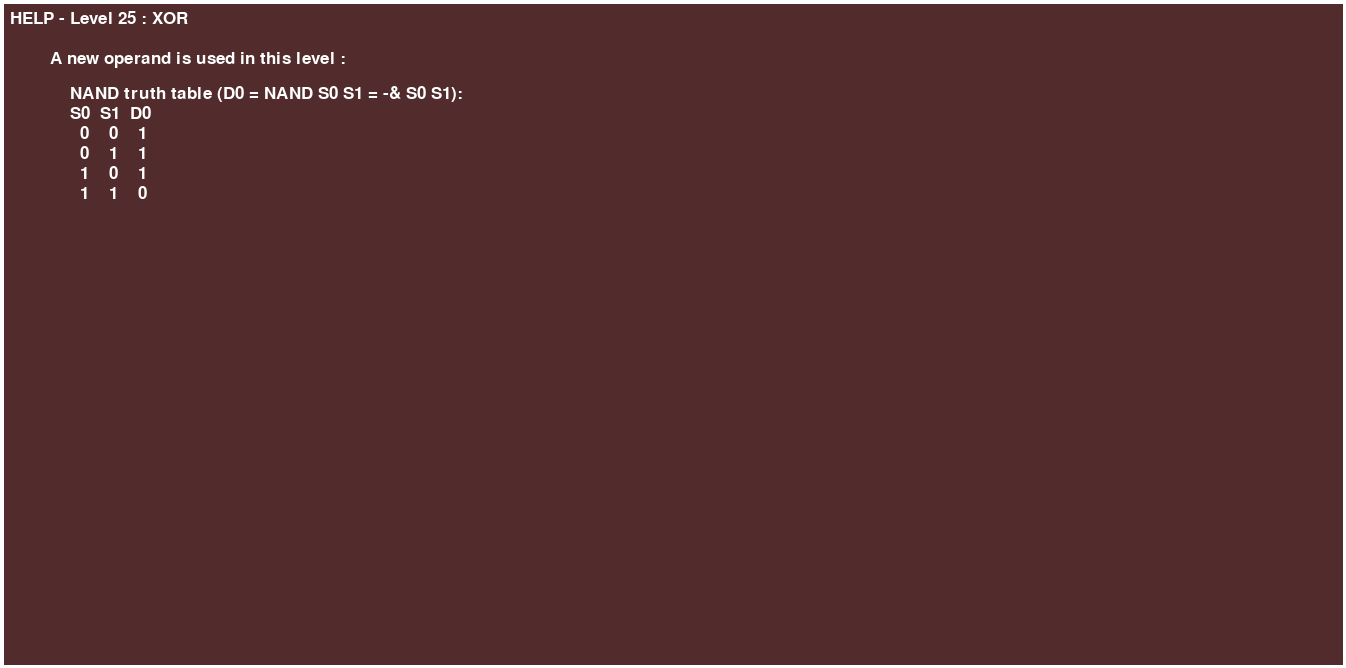 HELP - Level 25 : XOR
A new operand is used in this level :
NAND truth table (D0 = NAND S0 S1 = -& S0 S1):
S0 S1 D0
0 0 1
0 1 1
1 0 1
1 1 0